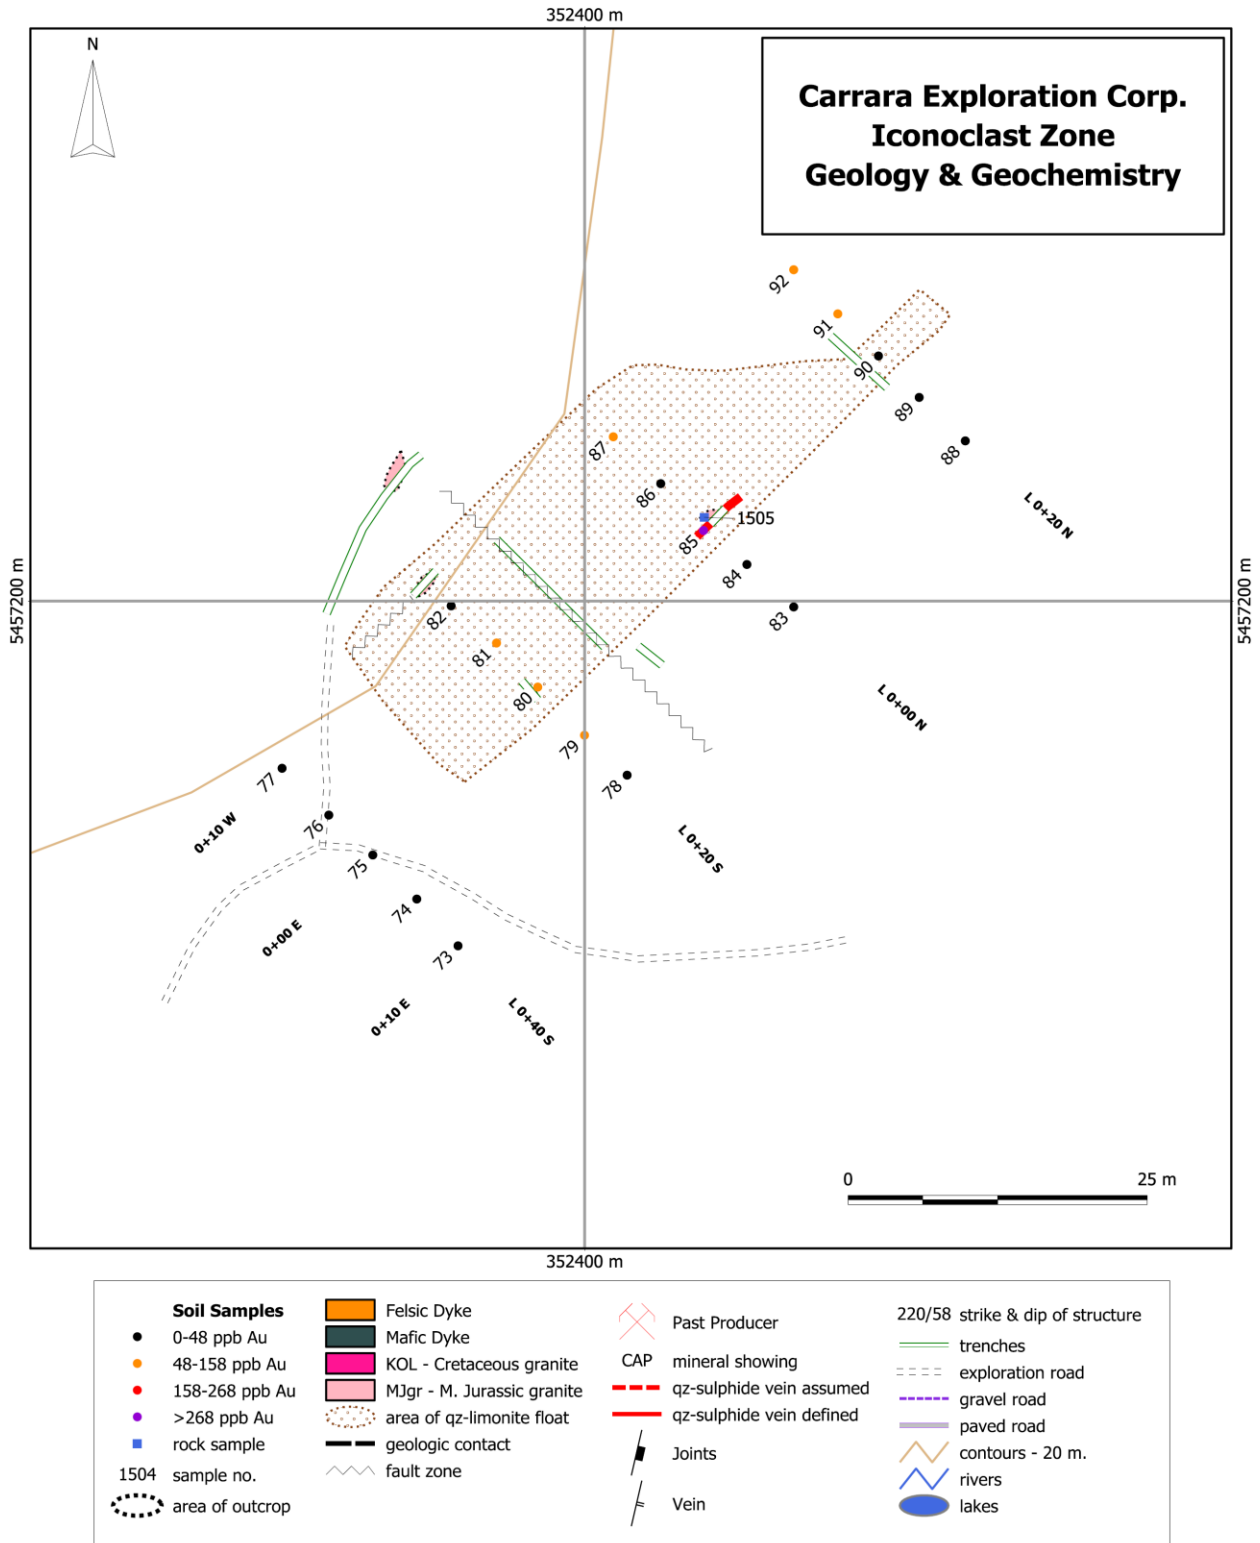 352400 m
N
Carrara Exploration Corp.
Iconoclast Zone
Geology & Geochemistry
92
91
90
89
88
87
86
L 0+20 N
1505
85
84
5457200 m
5457200 m
83
82
81
80
L 0+00 N
79
78
77
76
0+10 W
75
L 0+20 S
74
73
0+00 E
0+10 E
L 0+40 S
0
25 m
352400 m
Soil Samples
0-48 ppb Au
48-158 ppb Au
158-268 ppb Au
>268 ppb Au
rock sample
1504 sample no.
area of outcrop
Felsic Dyke
Mafic Dyke
KOL - Cretaceous granite
MJgr - M. Jurassic granite
area of qz-limonite float
geologic contact
fault zone
Past Producer
CAP mineral showing
qz-sulphide vein assumed
qz-sulphide vein defined
Joints
Vein
220/58 strike & dip of structure
trenches
exploration road
gravel road
paved road
contours - 20 m.
rivers
lakes